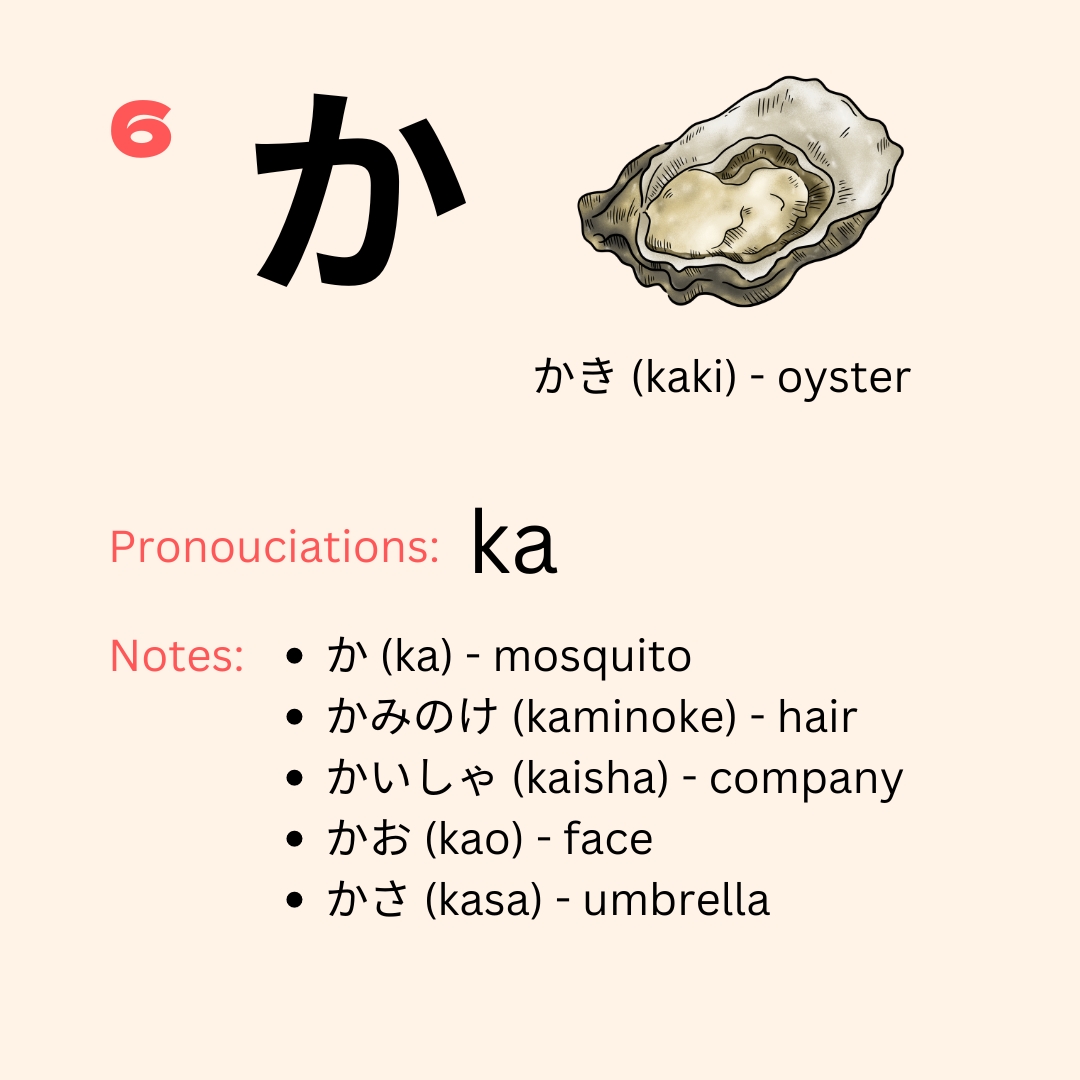 6
か
かき (kaki) - oyster
Pronouciations: ka
Notes:
• か (ka) - mosquito
• かみのけ (kaminoke) - hair
• かいしゃ (kaisha) - company
• かお (kao) - face
• かさ (kasa) - umbrella